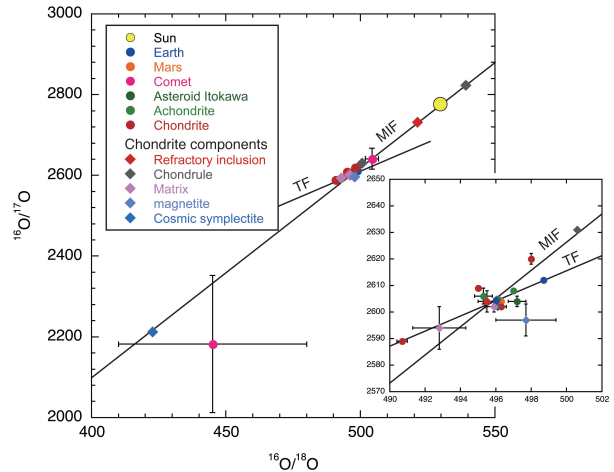 3000
2800
2600
2400
2200
2000
400
450
500
550
16O/17O
16O/18O
Sun
Earth
Mars
Comet
Asteroid Itokawa
Achondrite
Chondrite
Chondrite components
Refractory inclusion
Chondrule
Matrix
magnetite
Cosmic symplectite
MIF
TF
2650
2640
2630
2620
2610
2600
2590
2580
2570
490
492
494
496
498
500
502
MIF
TF